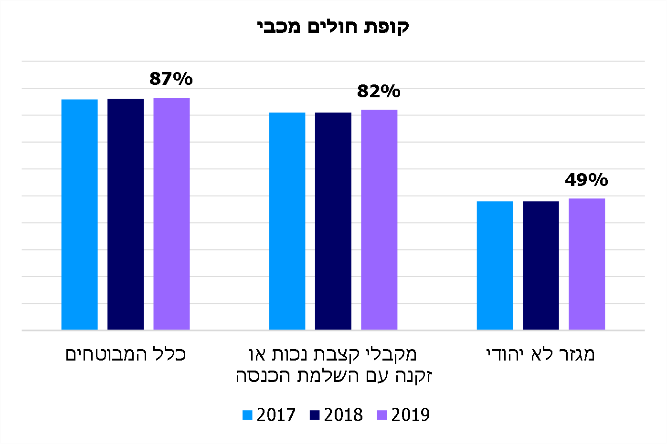 קופת חולים מכבי
87%
82%
49%
כלל המבוטחים
מקבלי קצבת נכות או
זקנה עם השלמת הכנסה
מגזר לא יהודי
2017 2018 2019